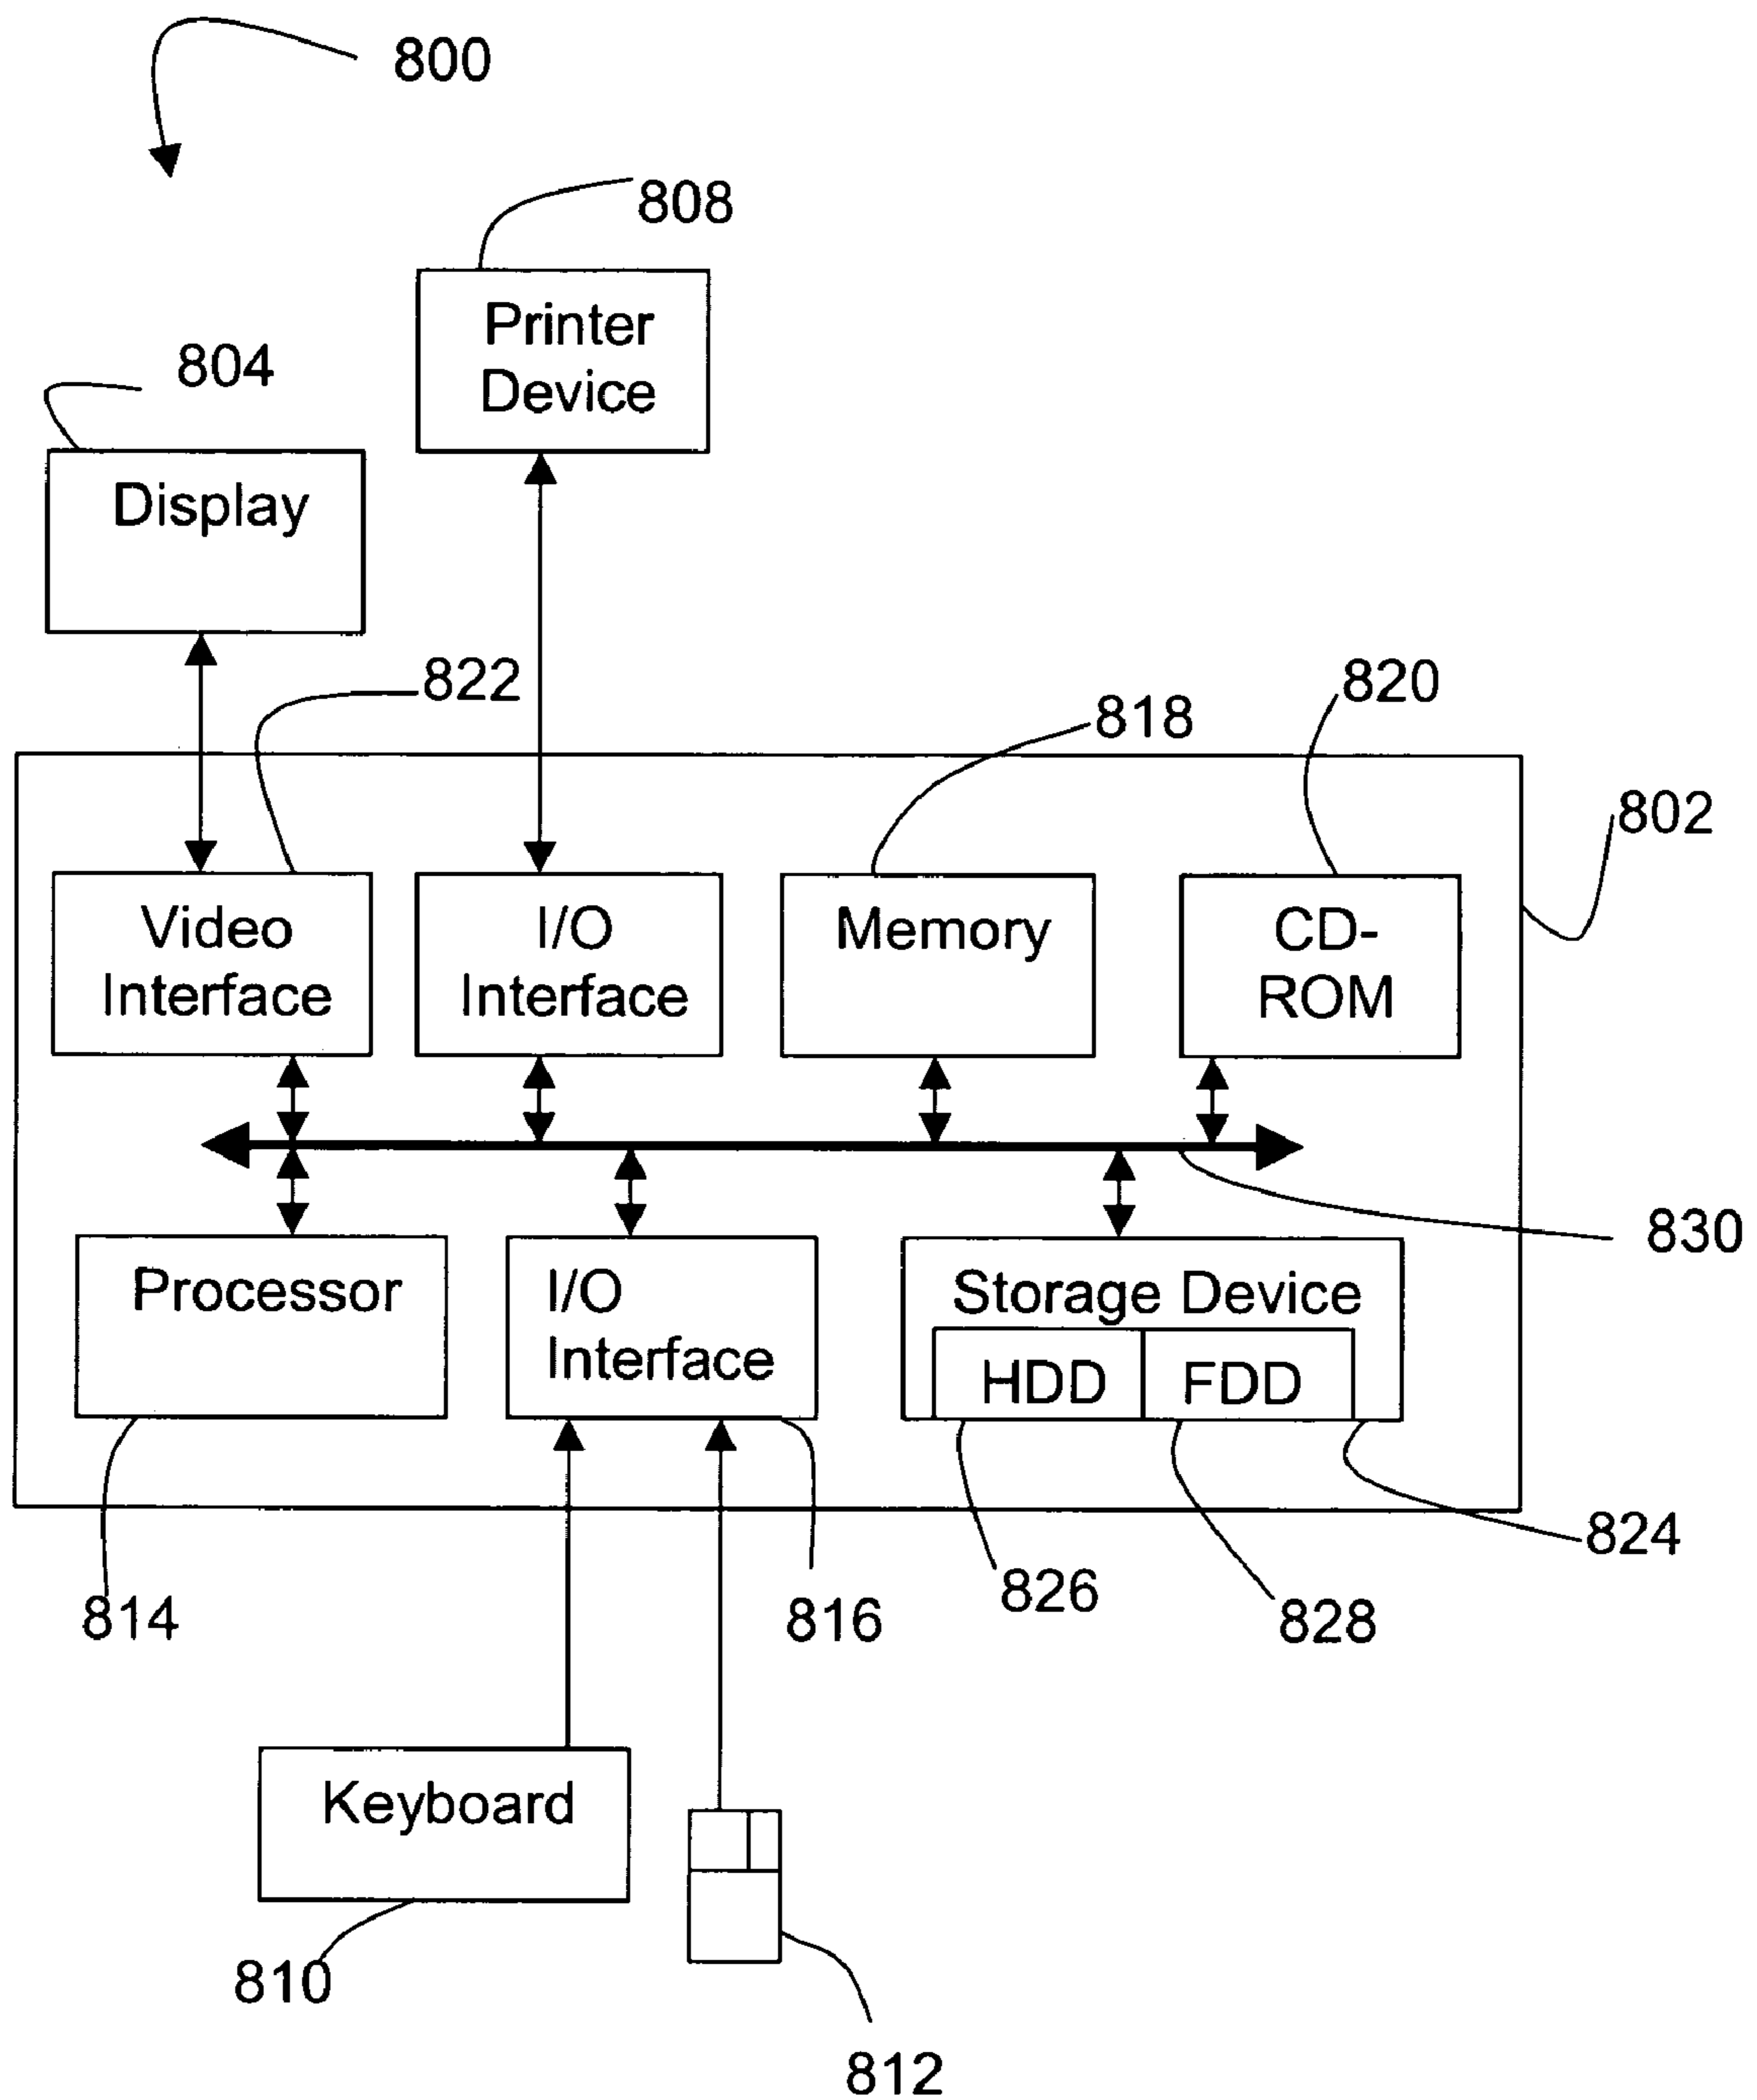 800
808
Printer
Device
804
Display
822
818
820
802
Video
Interface
I/O
Interface
Memory
CD-
ROM
830
Processor
I/O
Interface
Storage Device
HDD
FDD
824
826
828
814
816
Keyboard
810
812